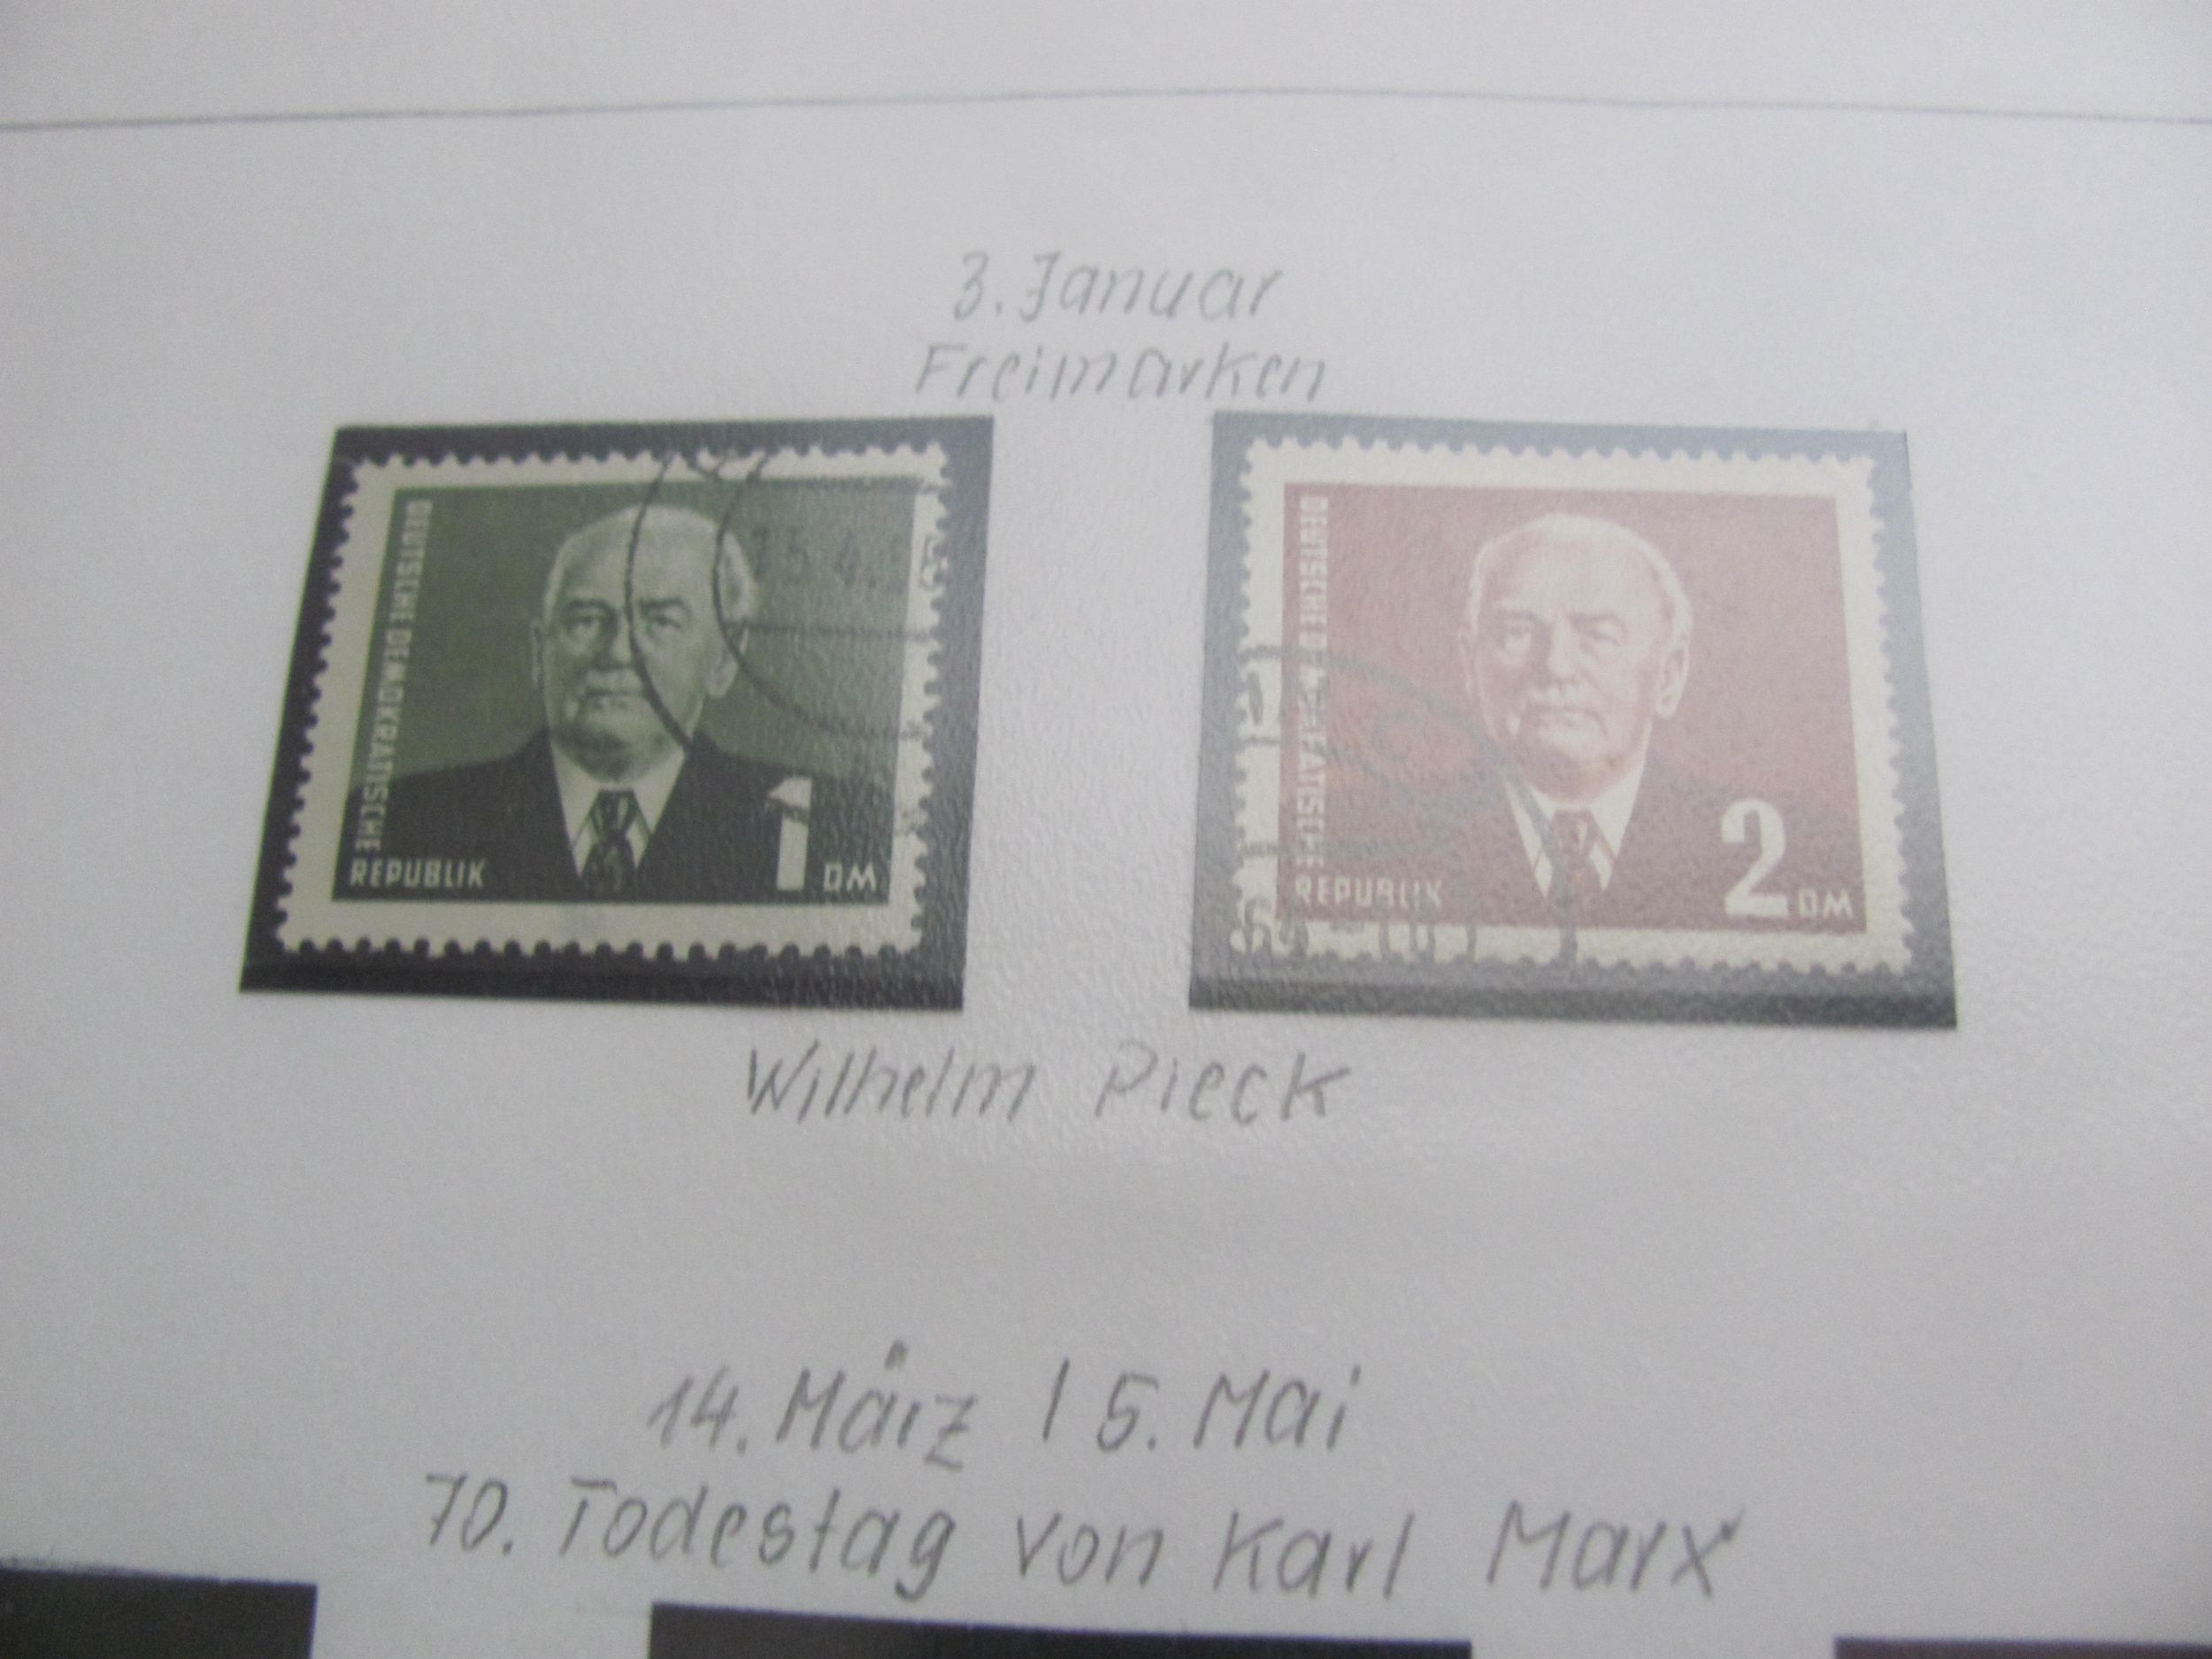 3. Januar
Freimarken
DEUTSCHE DEMOKRATISCHE
REPUBLIK
1 DM
DEUTSCHE DEMOKRATISCHE
REPUBLIK
2 DM
Wilhelm Pieck
14. März / 5. Mai
70. Todestag von Karl Marx